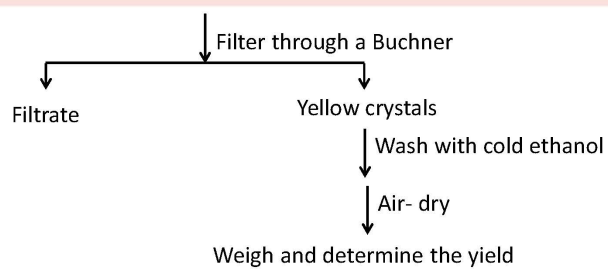 Filter through a Buchner
Filtrate
Yellow crystals
Wash with cold ethanol
Air- dry
Weigh and determine the yield